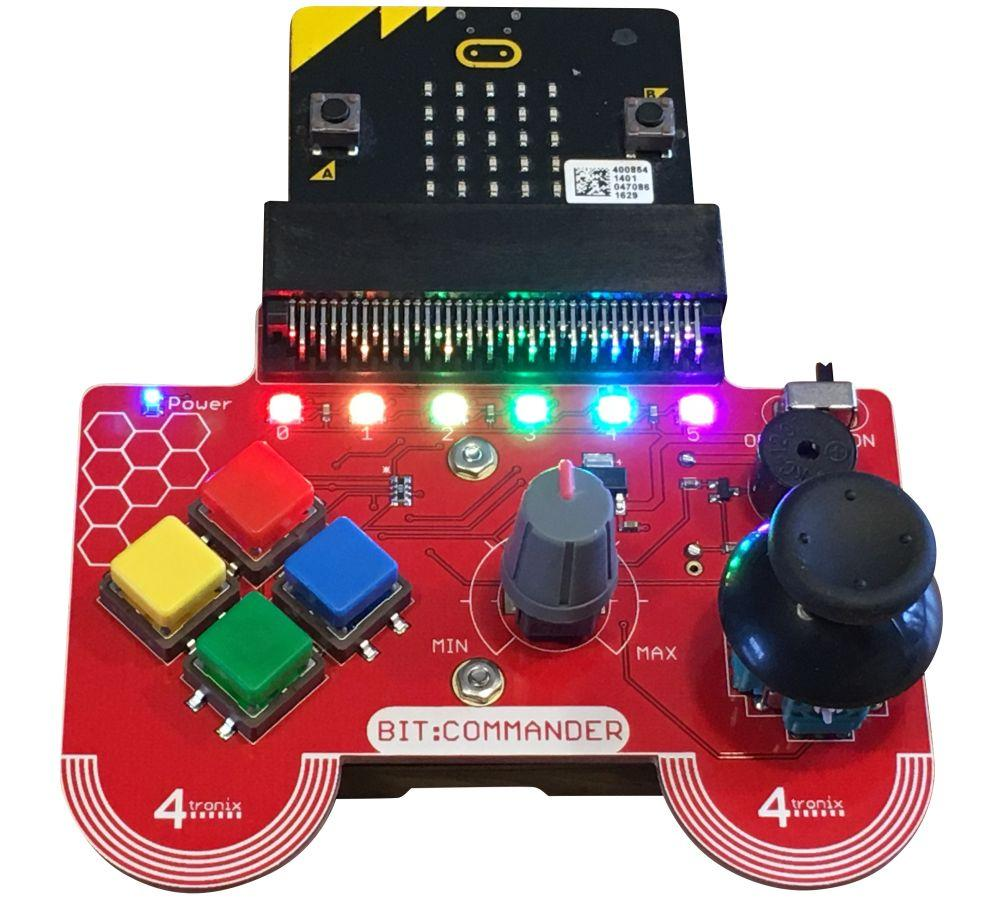 B
A
400854
1401
047086
1629
Power
0 1 2 3 4 5
ON
MIN
MAX
BIT:COMMANDER
4tronix
4tronix